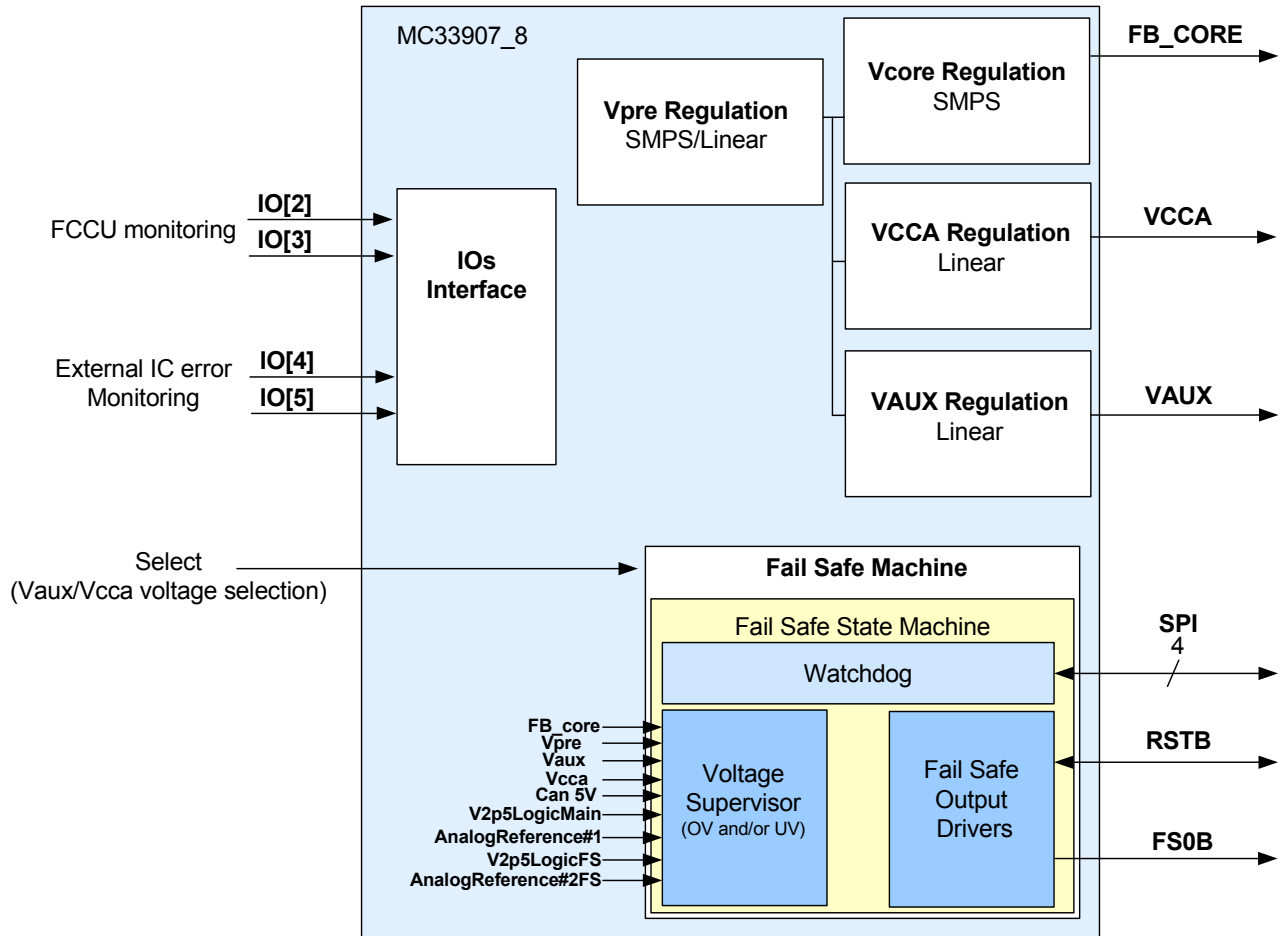 MC33907_8
FB_CORE
Vcore Regulation
SMPS
Vpre Regulation
SMPS/Linear
IO[2]
FCCU monitoring
IO[3]
IOs
Interface
VCCA
VCCA Regulation
Linear
External IC error
Monitoring
IO[4]
IO[5]
VAUX
VAUX Regulation
Linear
Select
(Vaux/Vcca voltage selection)
Fail Safe Machine
Fail Safe State Machine
Watchdog
SPI
4
FB_core
Vpre
Vaux
Vcca
Can 5V
V2p5LogicMain
AnalogReference#1
V2p5LogicFS
AnalogReference#2FS
Voltage
Supervisor
(OV and/or UV)
Fail Safe
Output
Drivers
RSTB
FS0B